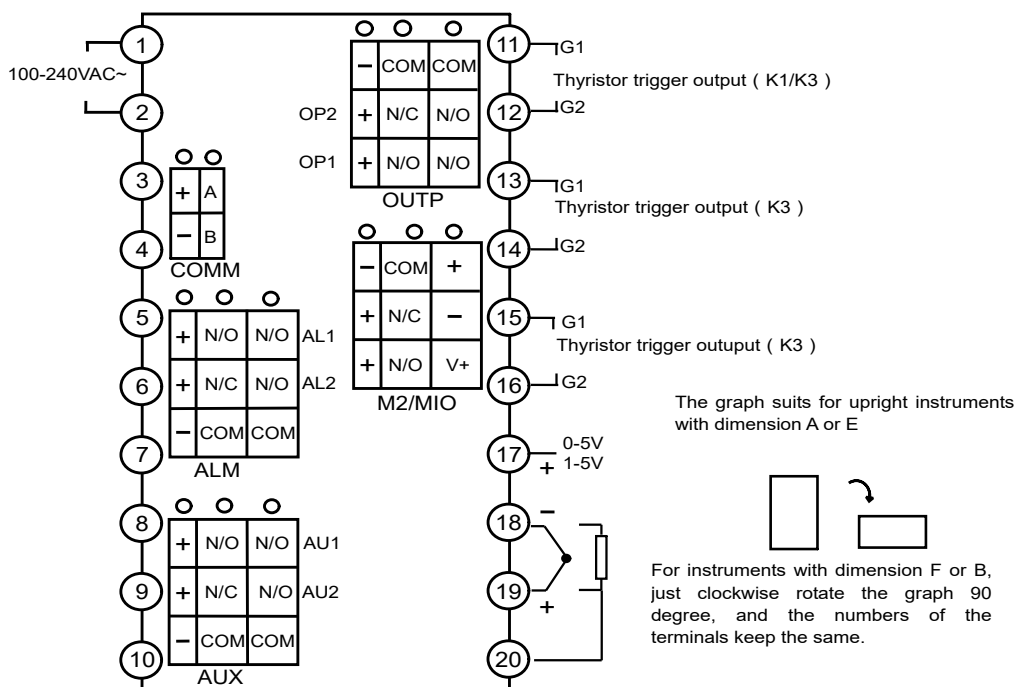 1
100-240VAC~
2
3
+ A
4
− B
COMM
5
+ N/O N/O AL1
6
+ N/C N/O AL2
7
− COM COM
ALM
8
+ N/O N/O AU1
9
+ N/C N/O AU2
10
− COM COM
AUX
− COM COM
OP2 + N/C N/O
OP1 + N/O N/O
OUTP
− COM +
+ N/C −
+ N/O V+
M2/MIO
11 G1
Thyristor trigger output ( K1/K3 )
12 G2
13 G1
Thyristor trigger output ( K3 )
14 G2
15 G1
Thyristor trigger outuput ( K3 )
16 G2
17 0-5V
+ 1-5V
18 −
19 +
20
The graph suits for upright instruments
with dimension A or E
For instruments with dimension F or B,
just clockwise rotate the graph 90
degree, and the numbers of the
terminals keep the same.